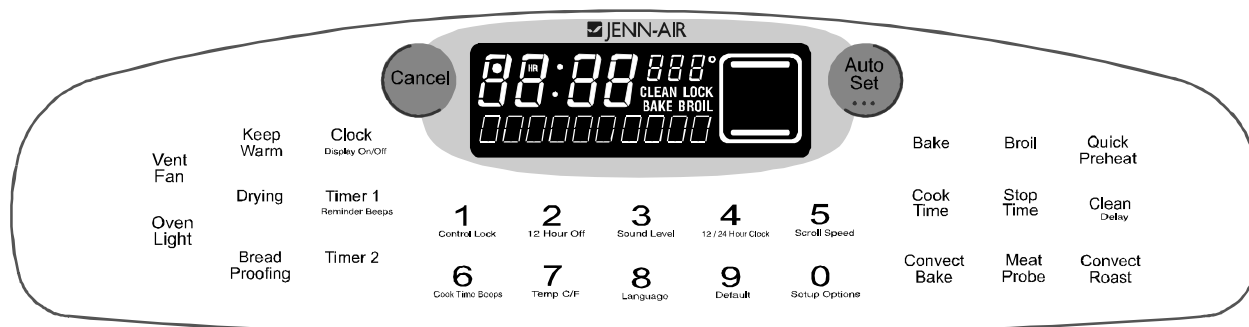 JENN-AIR
HR
CLEAN LOCK
BAKE BROIL
Cancel
Auto
Set
Vent
Fan
Oven
Light
Keep
Warm
Drying
Bread
Proofing
Clock
Display On/Off
Timer 1
Reminder Beeps
Timer 2
1
Control Lock
2
12 Hour Off
3
Sound Level
4
12 / 24 Hour Clock
5
Scroll Speed
6
Cook Time Beeps
7
Temp C/F
8
Language
9
Default
0
Setup Options
Bake
Broil
Quick
Preheat
Cook
Time
Stop
Time
Clean
Delay
Convect
Bake
Meat
Probe
Convect
Roast